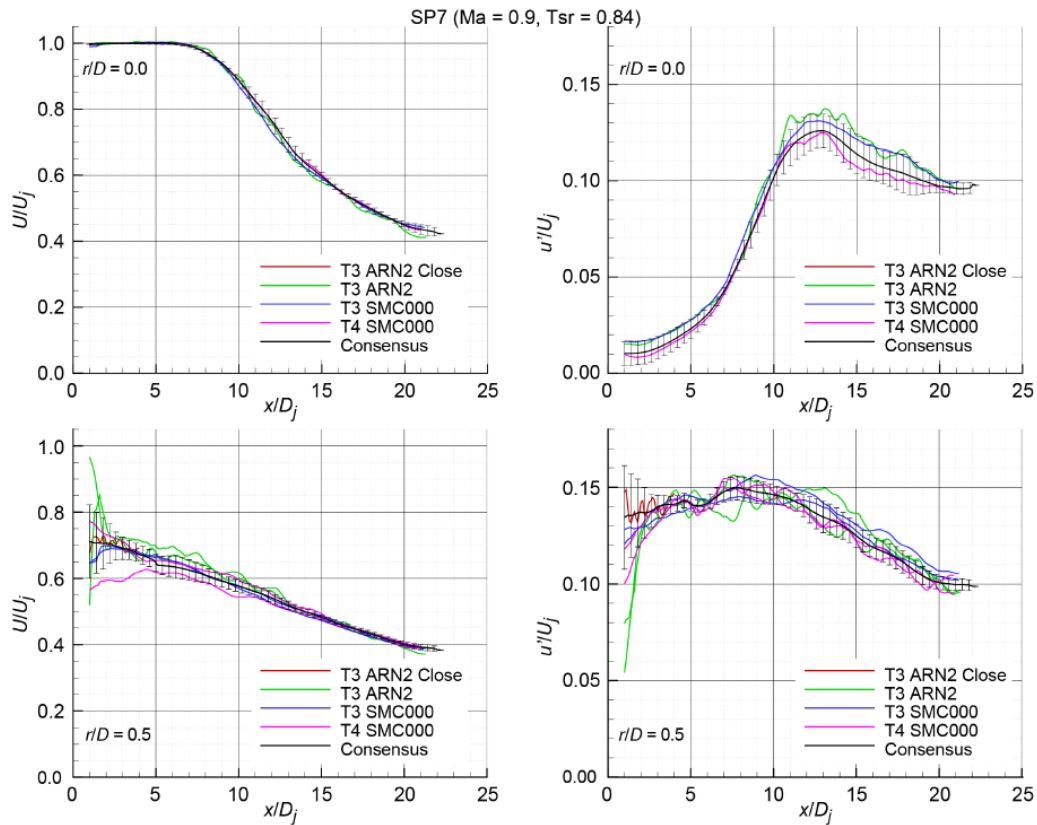 SP7 (Ma = 0.9, Tsr = 0.84)
1.0
0.8
0.6
0.4
0.2
0.0
U/Uj
r/D = 0.0
T3 ARN2 Close
T3 ARN2
T3 SMC000
T4 SMC000
Consensus
0 5 10 15 20 25
x/Dj
0.15
0.10
0.05
0.00
u'/Uj
r/D = 0.0
T3 ARN2 Close
T3 ARN2
T3 SMC000
T4 SMC000
Consensus
0 5 10 15 20 25
x/Dj
1.0
0.8
0.6
0.4
0.2
0.0
U/Uj
T3 ARN2 Close
T3 ARN2
T3 SMC000
T4 SMC000
Consensus
r/D = 0.5
0 5 10 15 20 25
x/Dj
0.15
0.10
0.05
0.00
u'/Uj
T3 ARN2 Close
T3 ARN2
T3 SMC000
T4 SMC000
Consensus
r/D = 0.5
0 5 10 15 20 25
x/Dj